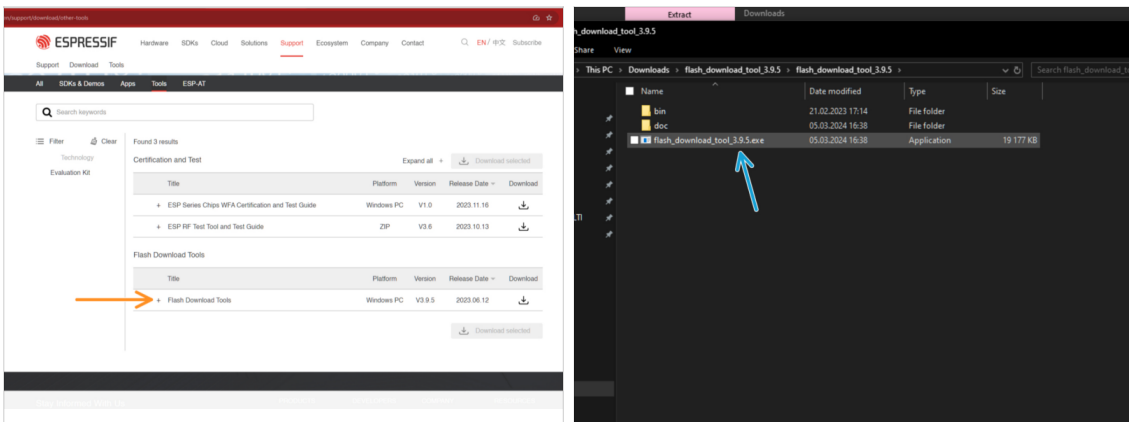 en/support/download/other-tools
ESPRESSIF
Hardware SDKs Cloud Solutions Support Ecosystem Company Contact EN / 中文 Subscribe
Support Download Tools
All SDKs & Demos Apps Tools ESP-AT
Search keywords
Filter Clear
Technology
Evaluation Kit
Found 3 results
Certification and Test Expand all + Download selected
Title Platform Version Release Date Download
+ ESP Series Chips WFA Certification and Test Guide Windows PC V1.0 2023.11.16
+ ESP RF Test Tool and Test Guide ZIP V3.6 2023.10.13
Flash Download Tools
Title Platform Version Release Date Download
+ Flash Download Tools Windows PC V3.9.5 2023.06.12
Download selected
Extract Downloads
flash_download_tool_3.9.5
Share View
> This PC > Downloads > flash_download_tool_3.9.5 > flash_download_tool_3.9.5 >
Search flash_download_t
Name Date modified Type Size
bin 21.02.2023 17:14 File folder
doc 05.03.2024 16:38 File folder
flash_download_tool_3.9.5.exe 05.03.2024 16:38 Application 19 177 KB
LTI